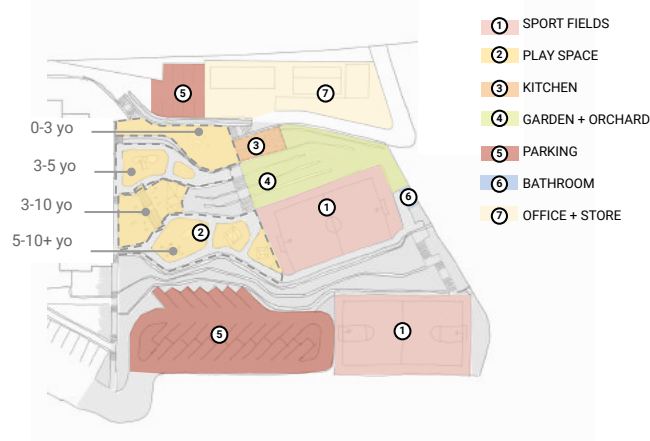 1 SPORT FIELDS
2 PLAY SPACE
3 KITCHEN
4 GARDEN + ORCHARD
5 PARKING
6 BATHROOM
7 OFFICE + STORE
5
7
0-3 yo
3
3-5 yo
4
6
3-10 yo
1
2
5-10+ yo
5
1